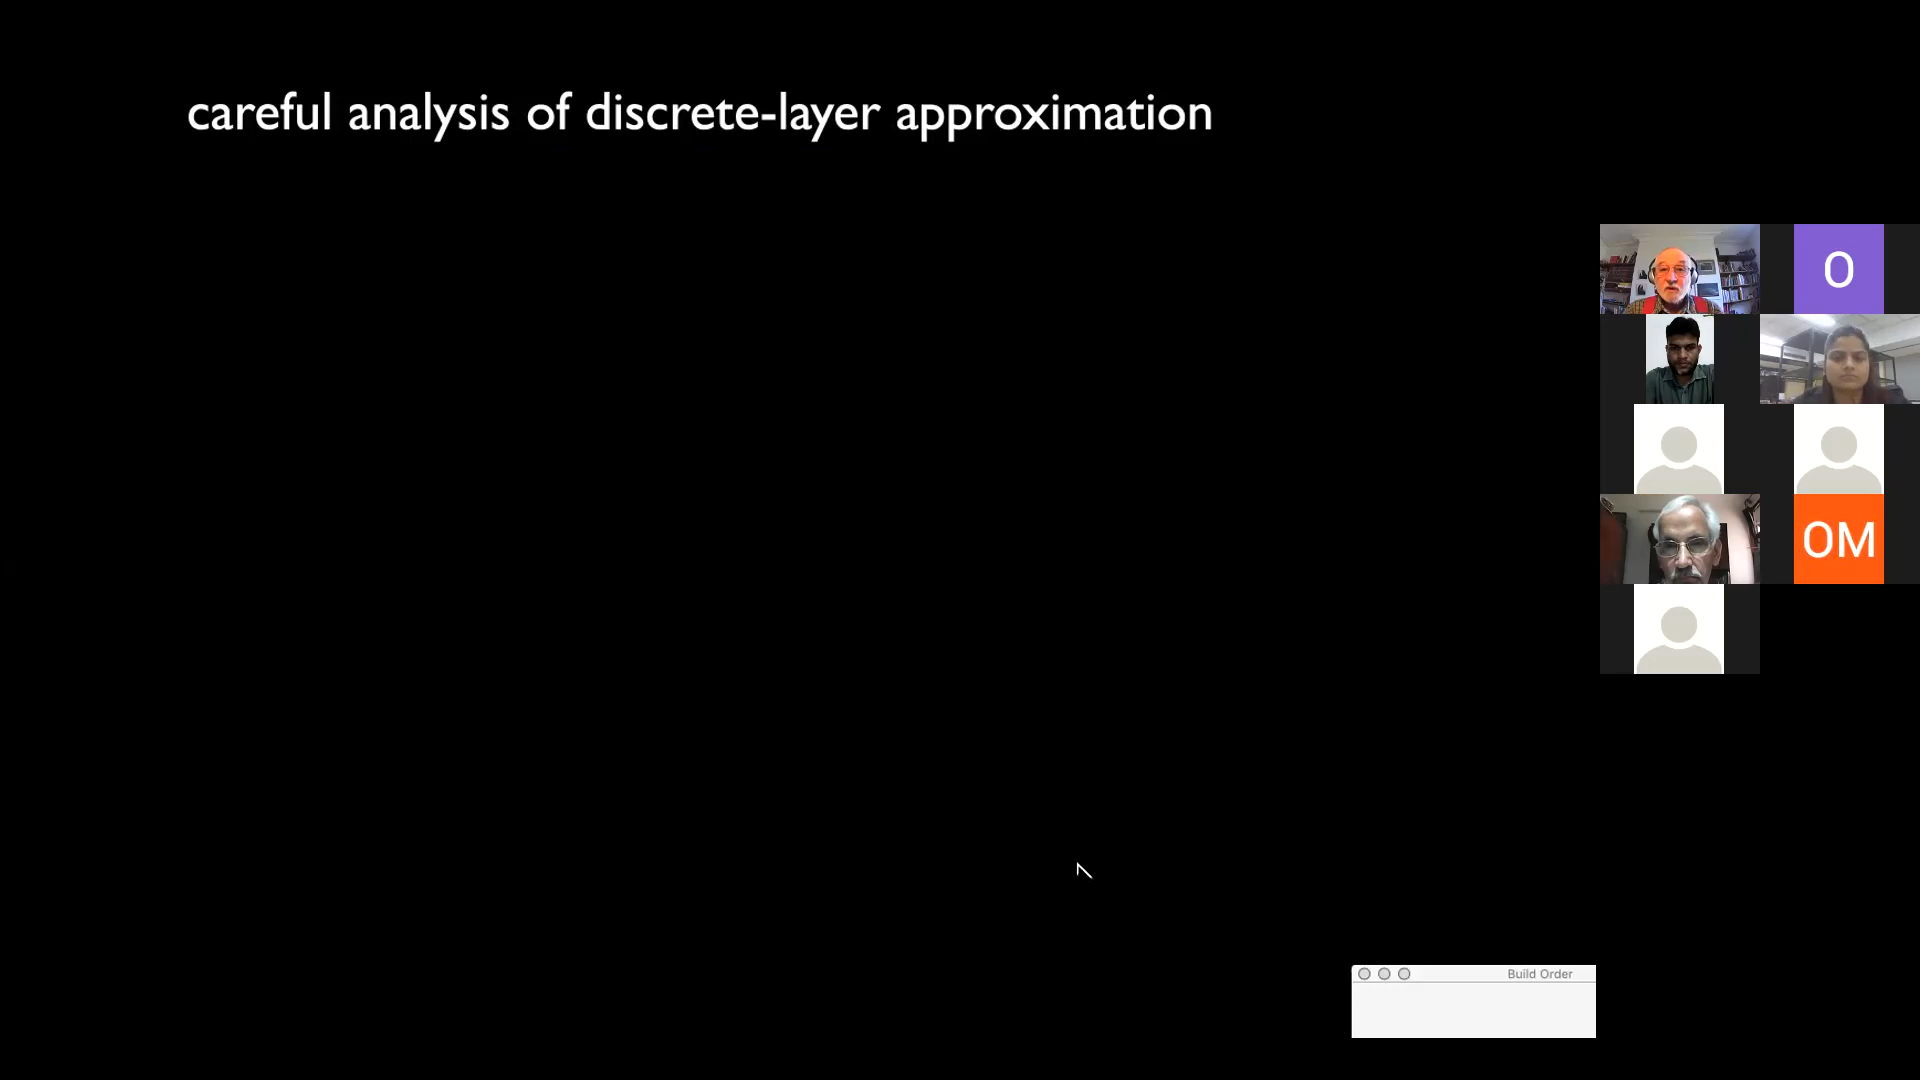 careful analysis of discrete-layer approximation
O
OM
Build Order